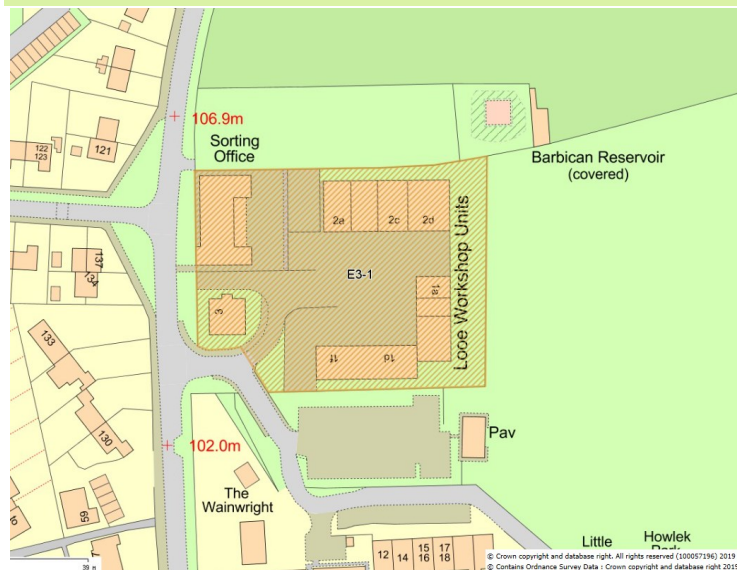 106.9m
Sorting
Office
Barbican Reservoir
(covered)
122
123
121
2a
2c
2d
Looe Workshop Units
E3-1
137
134
3
1a
133
1f
1d
130
102.0m
Pav
The
Wainwright
59
to
12
14
15
16
17
18
Little
Howlek
39 m
© Crown copyright and database right. All rights reserved (100057196) 2019
© Contains Ordnance Survey Data : Crown copyright and database right 2019